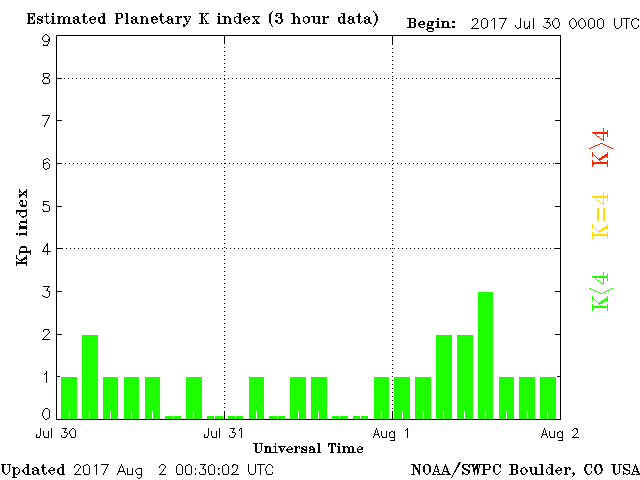 Estimated Planetary K index (3 hour data)
Begin: 2017 Jul 30 0000 UTC
9
8
7
6
5
4
3
2
1
0
Kp index
Jul 30
Jul 31
Aug 1
Aug 2
Universal Time
K>4
K=4
K<4
Updated 2017 Aug 2 00:30:02 UTC
NOAA/SWPC Boulder, CO USA